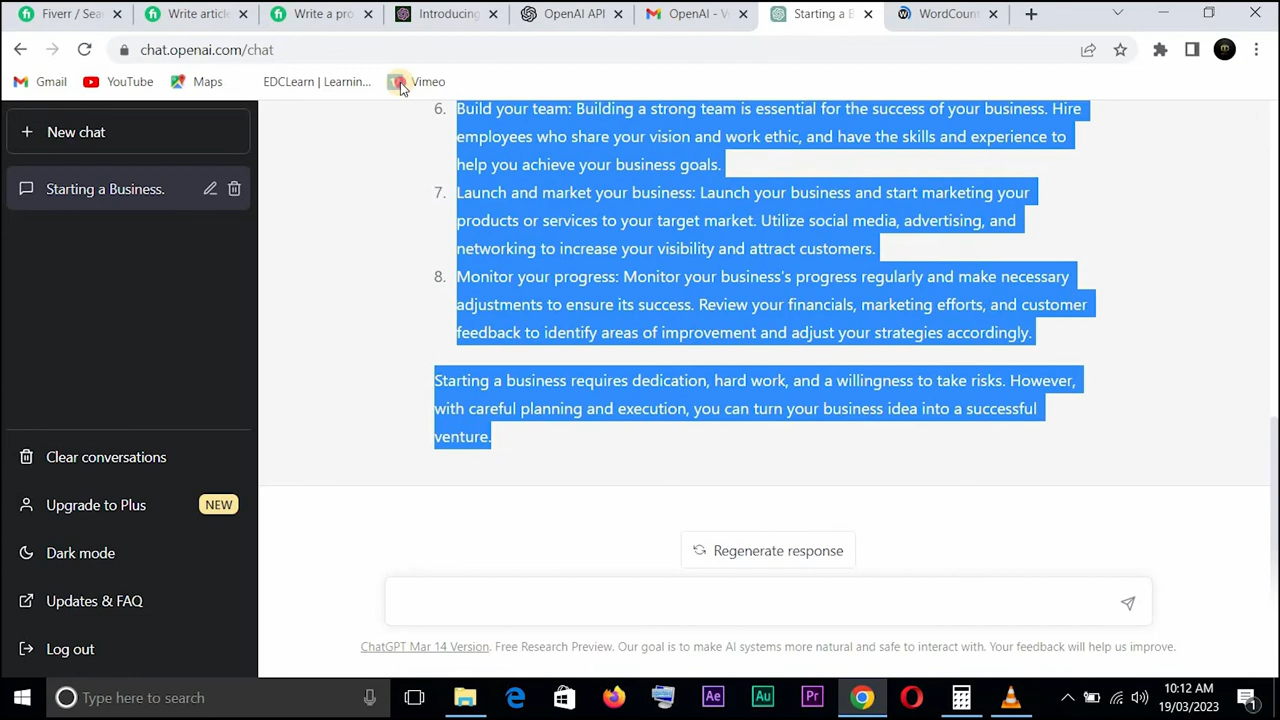 Fiverr / Sea
Write articl
Write a pro
Introducing
OpenAI API
OpenAI - V
Starting a B
WordCount
chat.openai.com/chat
Gmail
YouTube
Maps
EDCLearn | Learnin...
Vimeo
New chat
Starting a Business.
Clear conversations
Upgrade to Plus NEW
Dark mode
Updates & FAQ
Log out
6. Build your team: Building a strong team is essential for the success of your business. Hire
employees who share your vision and work ethic, and have the skills and experience to
help you achieve your business goals.
7. Launch and market your business: Launch your business and start marketing your
products or services to your target market. Utilize social media, advertising, and
networking to increase your visibility and attract customers.
8. Monitor your progress: Monitor your business's progress regularly and make necessary
adjustments to ensure its success. Review your financials, marketing efforts, and customer
feedback to identify areas of improvement and adjust your strategies accordingly.
Starting a business requires dedication, hard work, and a willingness to take risks. However,
with careful planning and execution, you can turn your business idea into a successful
venture.
Regenerate response
ChatGPT Mar 14 Version. Free Research Preview. Our goal is to make AI systems more natural and safe to interact with. Your feedback will help us improve.
Type here to search
Ae
Au
Pr
10:12 AM
19/03/2023
1